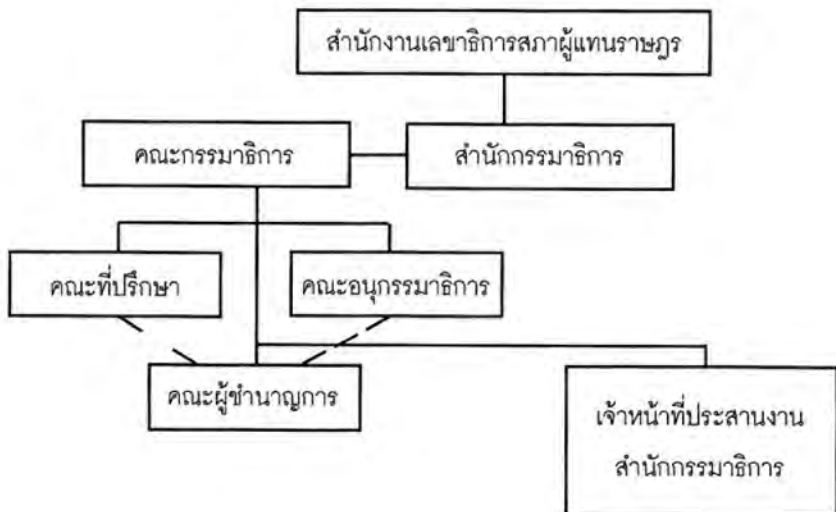 สำนักงานเลขาธิการสภาผู้แทนราษฎร
คณะกรรมาธิการ
สำนักกรรมาธิการ
คณะที่ปรึกษา
คณะอนุกรรมาธิการ
คณะผู้ชำนาญการ
เจ้าหน้าที่ประสานงาน
สำนักกรรมาธิการ